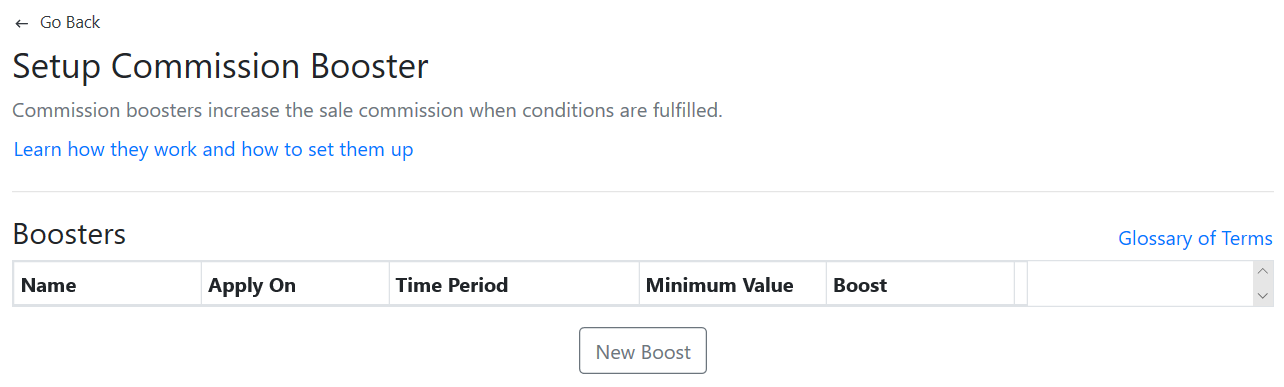 ← Go Back
Setup Commission Booster
Commission boosters increase the sale commission when conditions are fulfilled.
Learn how they work and how to set them up
Boosters
Glossary of Terms
Name Apply On Time Period Minimum Value Boost
New Boost